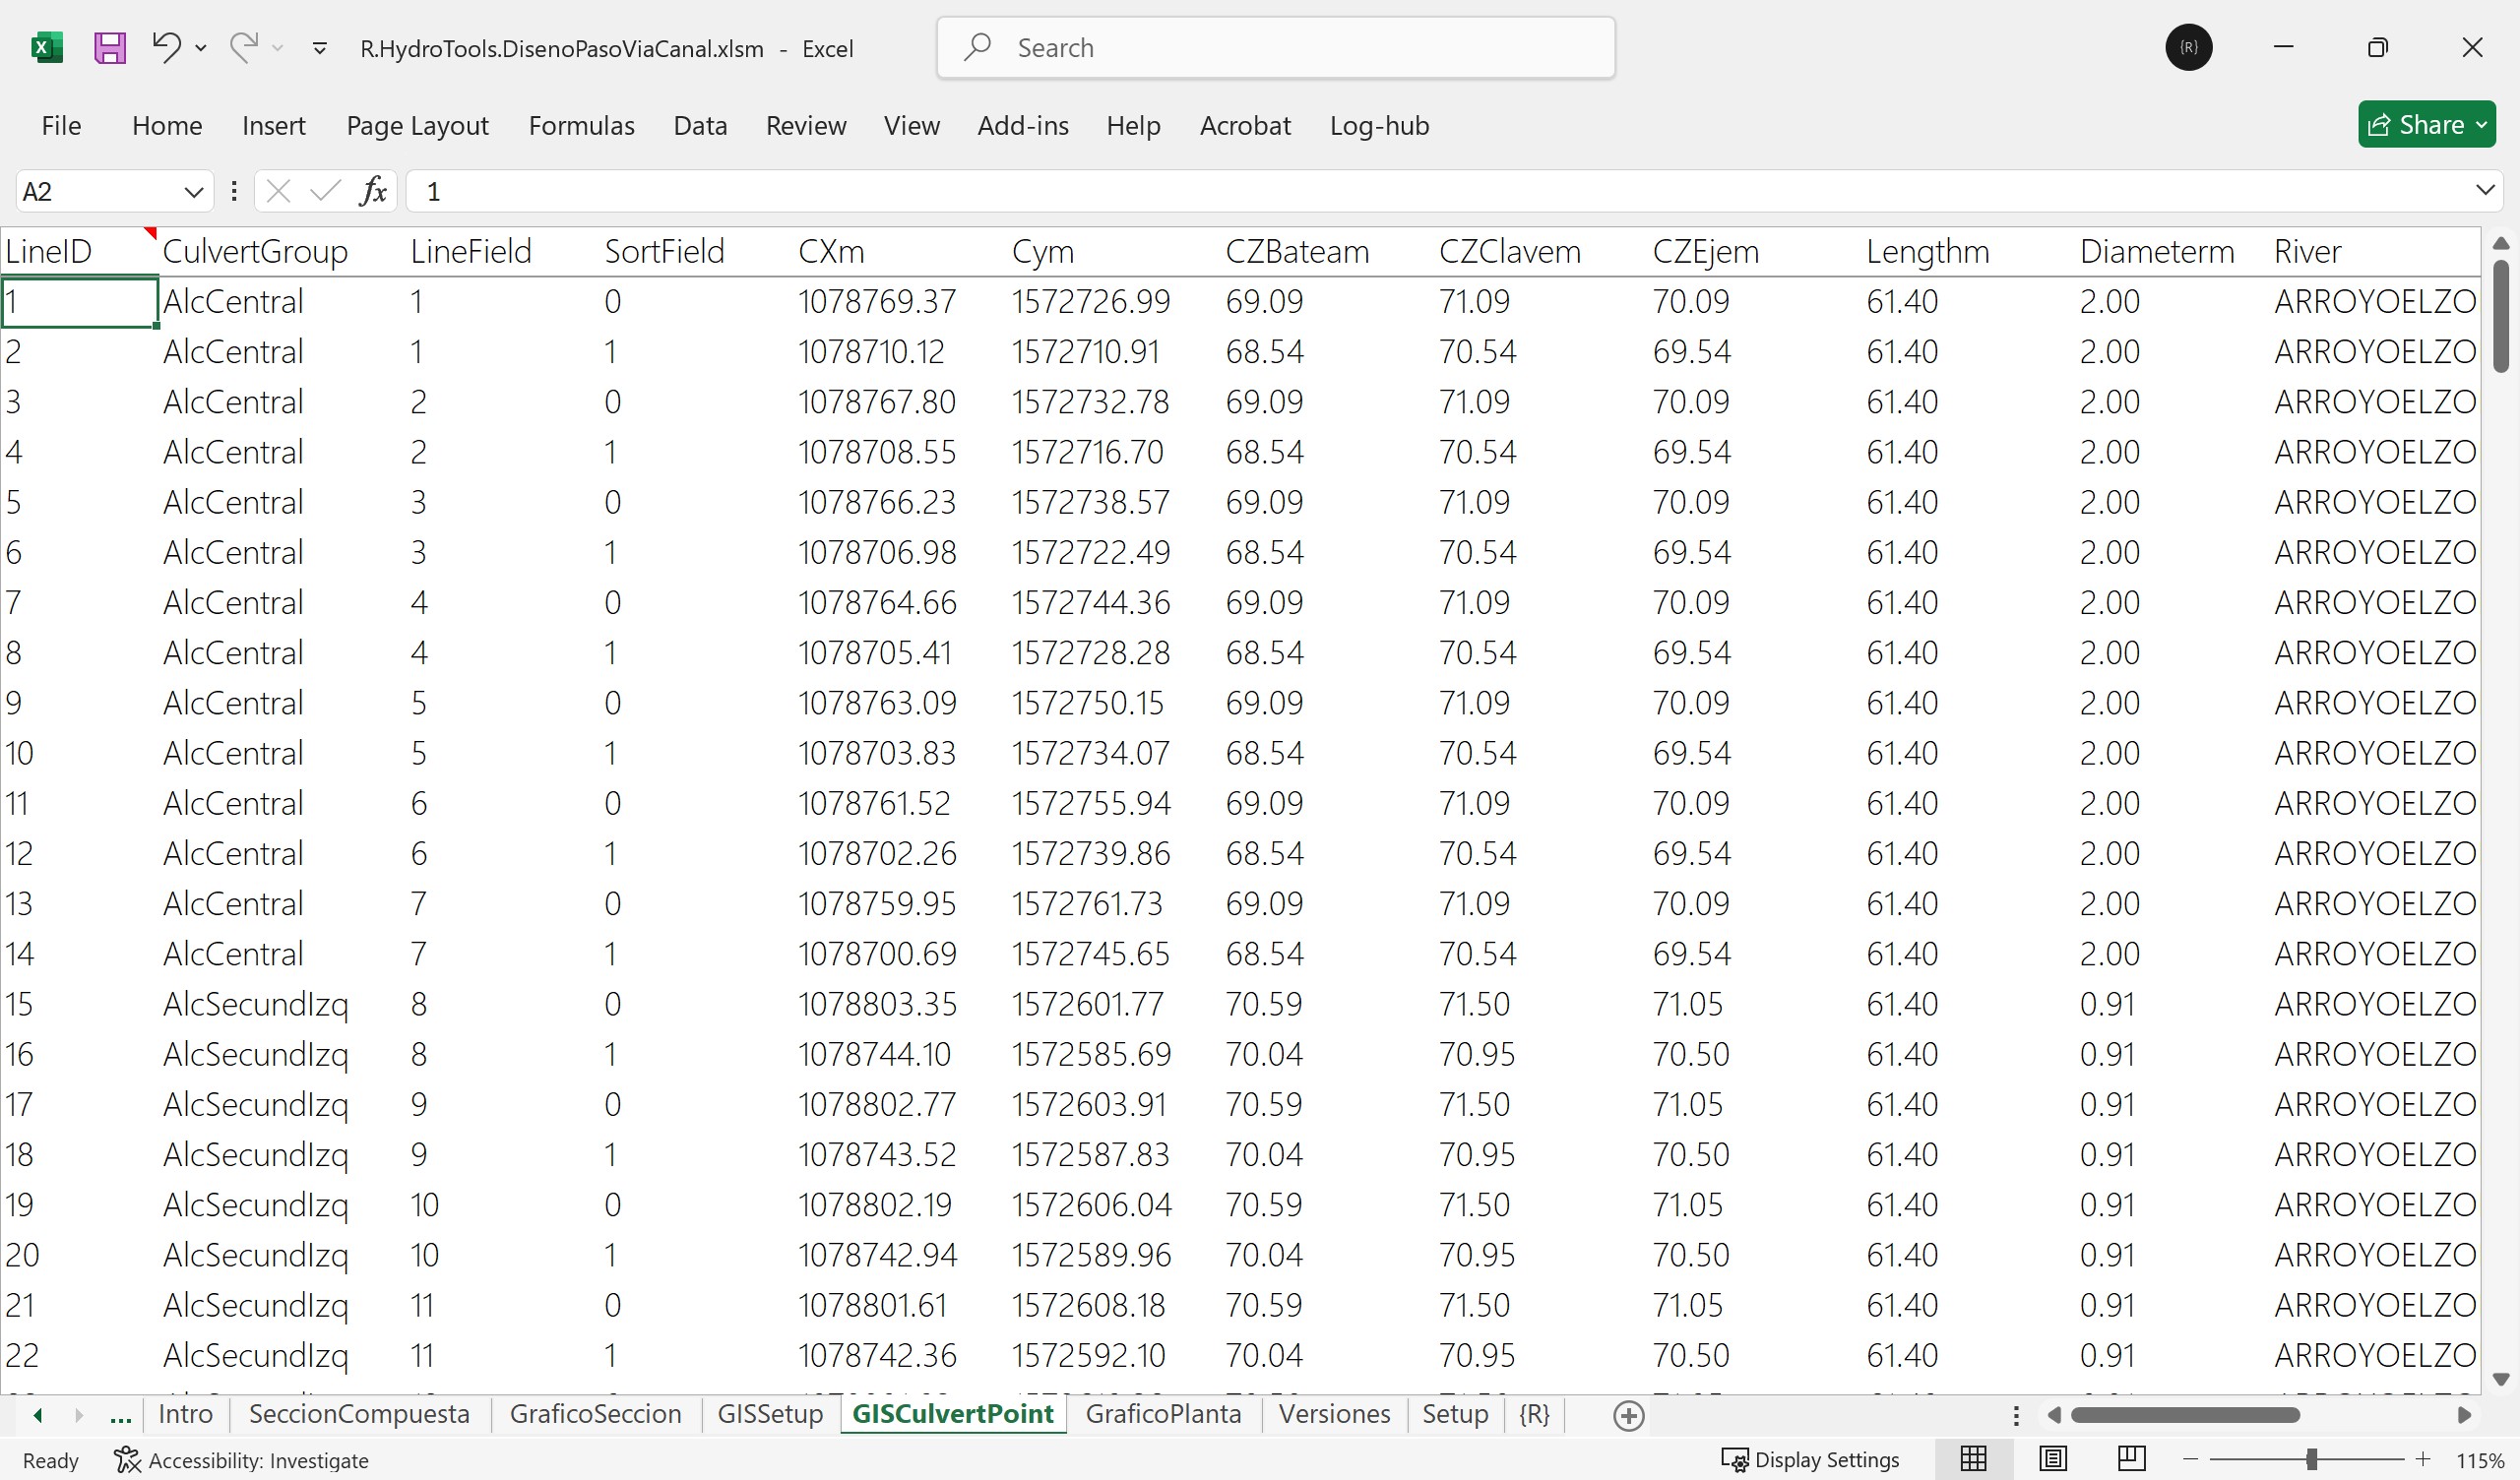 R.HydroTools.DisenoPasoViaCanal.xlsm - Excel
Search
{R}
File Home Insert Page Layout Formulas Data Review View Add-ins Help Acrobat Log-hub
Share
A2 fx 1
LineID CulvertGroup LineField SortField CXm Cym CZBateam CZClavem CZEjem Lengthm Diameterm River
1 AlcCentral 1 0 1078769.37 1572726.99 69.09 71.09 70.09 61.40 2.00 ARROYOELZO
2 AlcCentral 1 1 1078710.12 1572710.91 68.54 70.54 69.54 61.40 2.00 ARROYOELZO
3 AlcCentral 2 0 1078767.80 1572732.78 69.09 71.09 70.09 61.40 2.00 ARROYOELZO
4 AlcCentral 2 1 1078708.55 1572716.70 68.54 70.54 69.54 61.40 2.00 ARROYOELZO
5 AlcCentral 3 0 1078766.23 1572738.57 69.09 71.09 70.09 61.40 2.00 ARROYOELZO
6 AlcCentral 3 1 1078706.98 1572722.49 68.54 70.54 69.54 61.40 2.00 ARROYOELZO
7 AlcCentral 4 0 1078764.66 1572744.36 69.09 71.09 70.09 61.40 2.00 ARROYOELZO
8 AlcCentral 4 1 1078705.41 1572728.28 68.54 70.54 69.54 61.40 2.00 ARROYOELZO
9 AlcCentral 5 0 1078763.09 1572750.15 69.09 71.09 70.09 61.40 2.00 ARROYOELZO
10 AlcCentral 5 1 1078703.83 1572734.07 68.54 70.54 69.54 61.40 2.00 ARROYOELZO
11 AlcCentral 6 0 1078761.52 1572755.94 69.09 71.09 70.09 61.40 2.00 ARROYOELZO
12 AlcCentral 6 1 1078702.26 1572739.86 68.54 70.54 69.54 61.40 2.00 ARROYOELZO
13 AlcCentral 7 0 1078759.95 1572761.73 69.09 71.09 70.09 61.40 2.00 ARROYOELZO
14 AlcCentral 7 1 1078700.69 1572745.65 68.54 70.54 69.54 61.40 2.00 ARROYOELZO
15 AlcSecundIzq 8 0 1078803.35 1572601.77 70.59 71.50 71.05 61.40 0.91 ARROYOELZO
16 AlcSecundIzq 8 1 1078744.10 1572585.69 70.04 70.95 70.50 61.40 0.91 ARROYOELZO
17 AlcSecundIzq 9 0 1078802.77 1572603.91 70.59 71.50 71.05 61.40 0.91 ARROYOELZO
18 AlcSecundIzq 9 1 1078743.52 1572587.83 70.04 70.95 70.50 61.40 0.91 ARROYOELZO
19 AlcSecundIzq 10 0 1078802.19 1572606.04 70.59 71.50 71.05 61.40 0.91 ARROYOELZO
20 AlcSecundIzq 10 1 1078742.94 1572589.96 70.04 70.95 70.50 61.40 0.91 ARROYOELZO
21 AlcSecundIzq 11 0 1078801.61 1572608.18 70.59 71.50 71.05 61.40 0.91 ARROYOELZO
22 AlcSecundIzq 11 1 1078742.36 1572592.10 70.04 70.95 70.50 61.40 0.91 ARROYOELZO
... Intro SeccionCompuesta GraficoSeccion GISSetup GISCulvertPoint GraficoPlanta Versiones Setup {R}
Ready Accessibility: Investigate Display Settings 115%